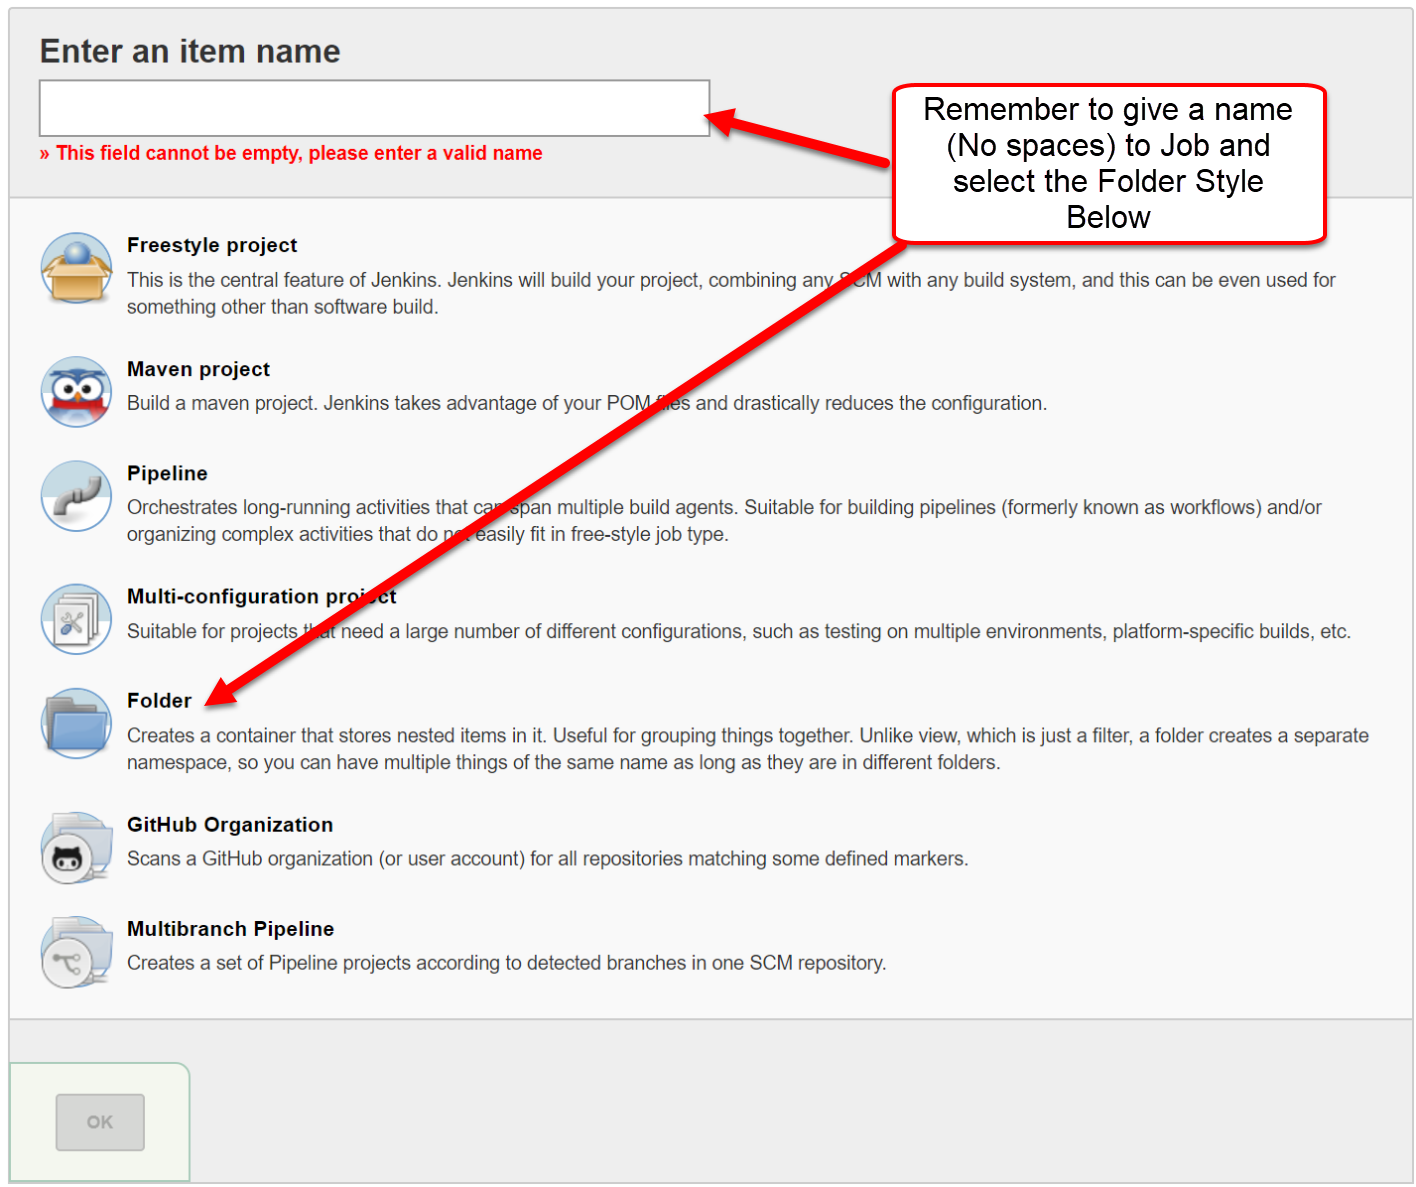 Enter an item name
» This field cannot be empty, please enter a valid name
Remember to give a name
(No spaces) to Job and
select the Folder Style
Below
Freestyle project
This is the central feature of Jenkins. Jenkins will build your project, combining any SCM with any build system, and this can be even used for
something other than software build.
Maven project
Build a maven project. Jenkins takes advantage of your POM files and drastically reduces the configuration.
Pipeline
Orchestrates long-running activities that can span multiple build agents. Suitable for building pipelines (formerly known as workflows) and/or
organizing complex activities that do not easily fit in free-style job type.
Multi-configuration project
Suitable for projects that need a large number of different configurations, such as testing on multiple environments, platform-specific builds, etc.
Folder
Creates a container that stores nested items in it. Useful for grouping things together. Unlike view, which is just a filter, a folder creates a separate
namespace, so you can have multiple things of the same name as long as they are in different folders.
GitHub Organization
Scans a GitHub organization (or user account) for all repositories matching some defined markers.
Multibranch Pipeline
Creates a set of Pipeline projects according to detected branches in one SCM repository.
OK